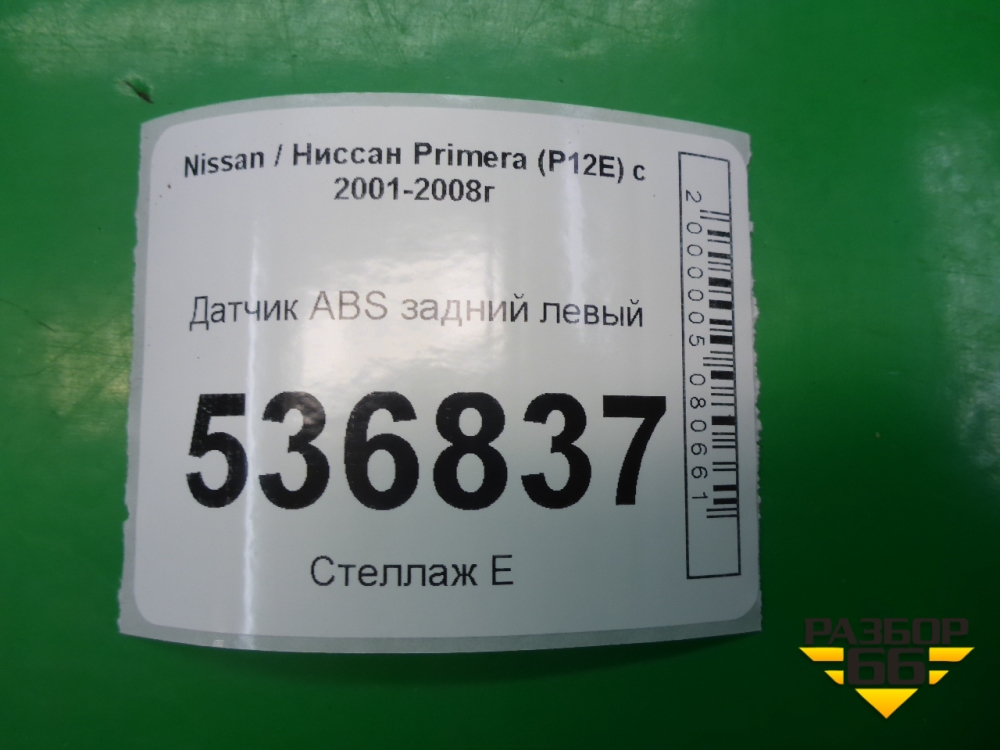 Nissan / Ниссан Primera (P12E) с
2001-2008г
Датчик ABS задний левый
536837
Стеллаж E
2000005080661
РАЗБОР
66